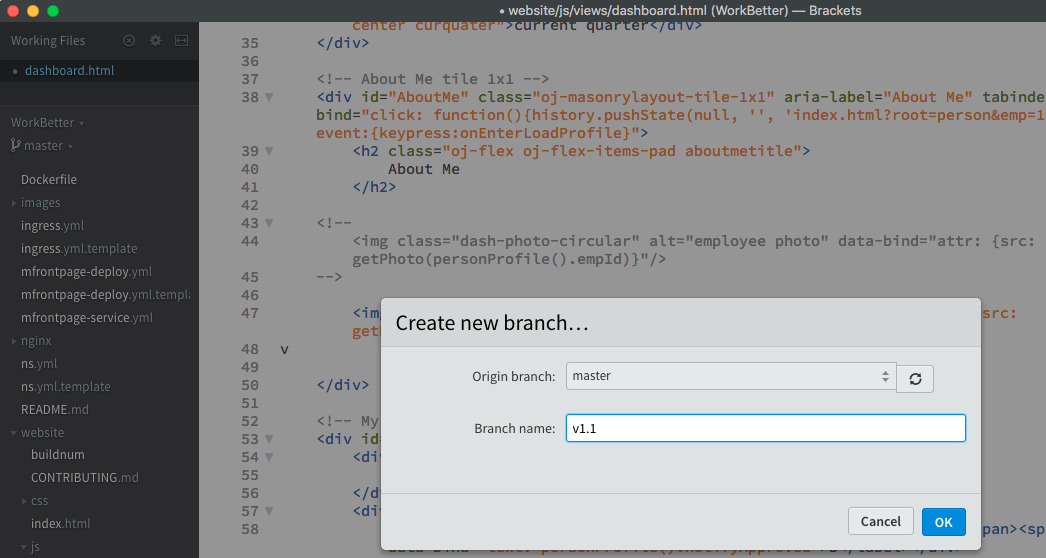 • website/js/views/dashboard.html (WorkBetter) — Brackets
Working Files
• dashboard.html
WorkBetter
master
Dockerfile
images
ingress.yml
ingress.yml.template
mfrontpage-deploy.yml
mfrontpage-deploy.yml.templa
mfrontpage-service.yml
nginx
ns.yml
ns.yml.template
README.md
website
buildnum
CONTRIBUTING.md
css
index.html
js
center curquater">current quarter</div>
35 </div>
36
37 <!-- About Me tile 1x1 -->
38 <div id="AboutMe" class="oj-masonrylayout-tile-1x1" aria-label="About Me" tabinde
bind="click: function(){history.pushState(null, '', 'index.html?root=person&emp=1
event:{keypress:onEnterLoadProfile}">
39 <h2 class="oj-flex oj-flex-items-pad aboutmetitle">
40 About Me
41 </h2>
42
43 <!--
44 <img class="dash-photo-circular" alt="employee photo" data-bind="attr: {src:
getPhoto(personProfile().empId)}"/>
45 -->
46
47 <im src:
get
48 v
49
50 </div>
51
52 <!-- My
53 <div id=
54 <div
55
56 </d
57 <di
58 pan><sp
Create new branch…
Origin branch: master
Branch name: v1.1
Cancel OK